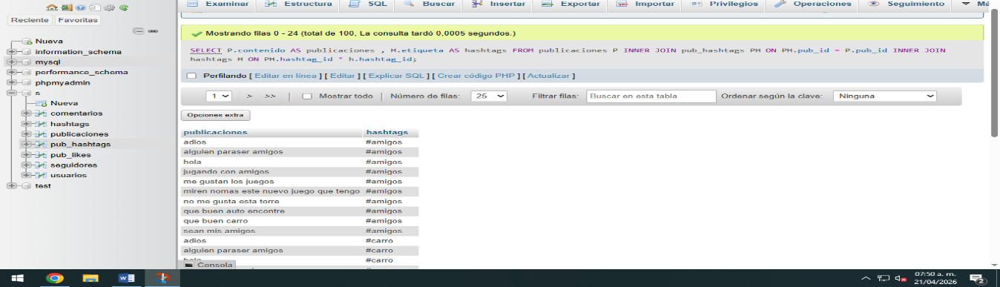 Examinar Estructura SQL Buscar Insertar Exportar Importar Privilegios Operaciones Seguimiento
Reciente Favoritas
Nueva
information_schema
mysql
performance_schema
phpmyadmin
s
Nueva
comentarios
hashtags
publicaciones
pub_hashtags
pub_likes
seguidores
usuarios
test
Mostrando filas 0 - 24 (total de 100, La consulta tardó 0,0005 segundos.)
SELECT P.contenido AS publicaciones , H.etiqueta AS hashtags FROM publicaciones P INNER JOIN pub_hashtags PH ON PH.pub_id - P.pub_id INNER JOIN
hashtags H ON PH.hashtag_id * h.hashtag_id;
Perfilando [ Editar en línea ] [ Editar ] [ Explicar SQL ] [ Crear código PHP ] [ Actualizar ]
1 > >> | Mostrar todo | Número de filas: 25 Filtrar filas: Buscar en esta tabla Ordenar según la clave: Ninguna
Opciones extra
publicaciones hashtags
adios #amigos
alguien paraser amigos #amigos
hola #amigos
jugando con amigos #amigos
me gustan los juegos #amigos
miren nomas este nuevo juego que tengo #amigos
no me gusta esta torre #amigos
que buen auto encontre #amigos
que buen carro #amigos
sean mis amigos #amigos
adios #carro
alguien paraser amigos #carro
hola #carro
Consola
07:50 a. m.
21/04/2026
2